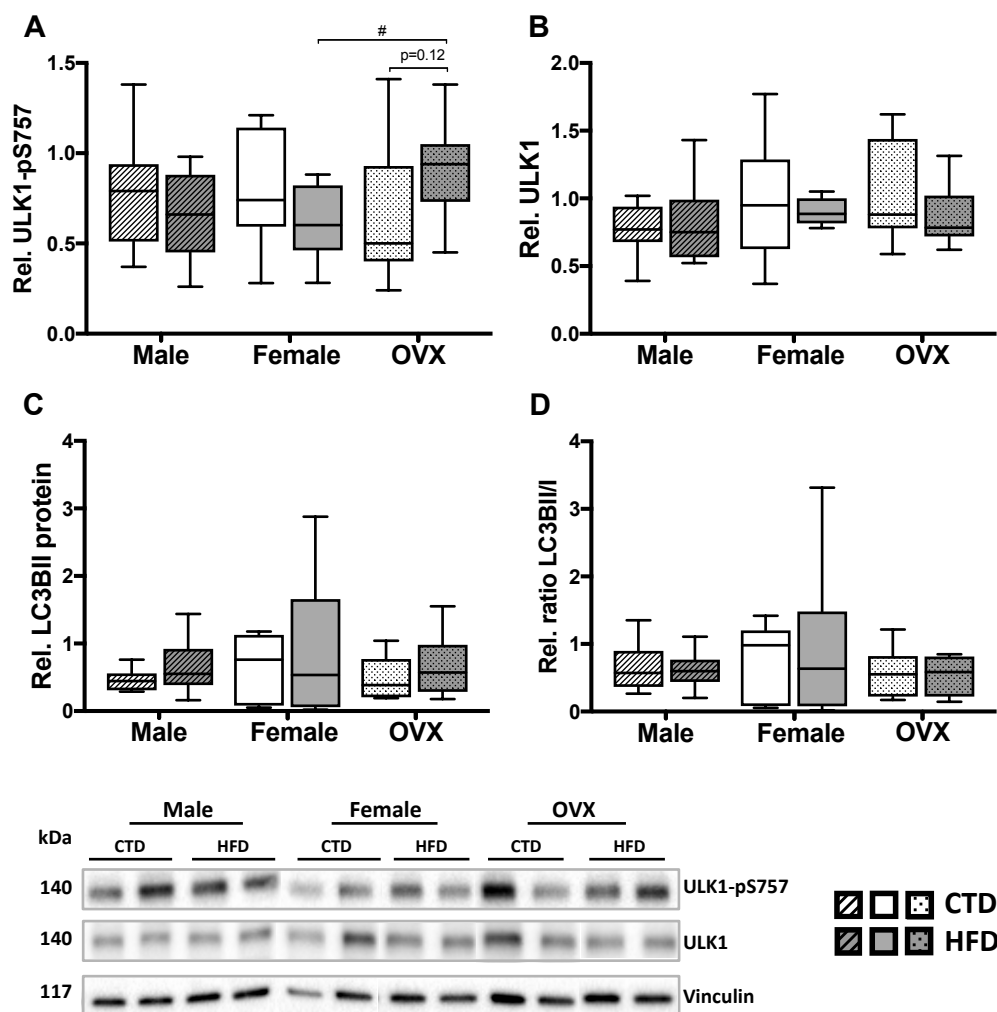 A
B
#
p=0.12
Rel. ULK1-pS757
1.5
1.0
0.5
0.0
Male Female OVX
Rel. ULK1
2.0
1.5
1.0
0.5
0.0
Male Female OVX
C
D
Rel. LC3BII protein
4
3
2
1
0
Male Female OVX
Rel. ratio LC3BII/I
4
3
2
1
0
Male Female OVX
Male Female OVX
kDa
CTD HFD CTD HFD CTD HFD
140 ULK1-pS757
140 ULK1
117 Vinculin
CTD
HFD